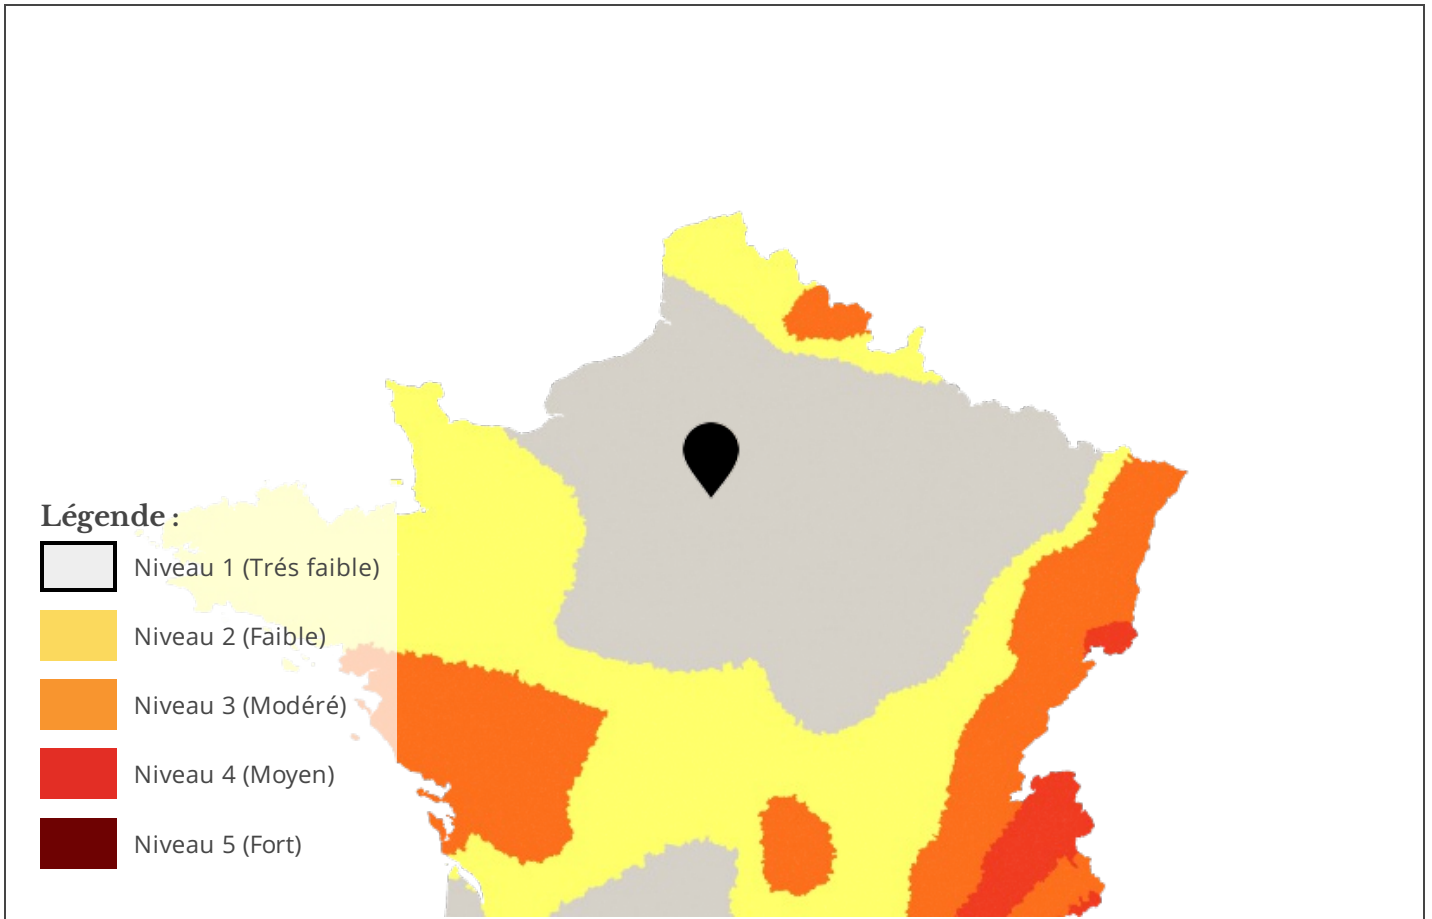 Légende :
Niveau 1 (Trés faible)
Niveau 2 (Faible)
Niveau 3 (Modéré)
Niveau 4 (Moyen)
Niveau 5 (Fort)